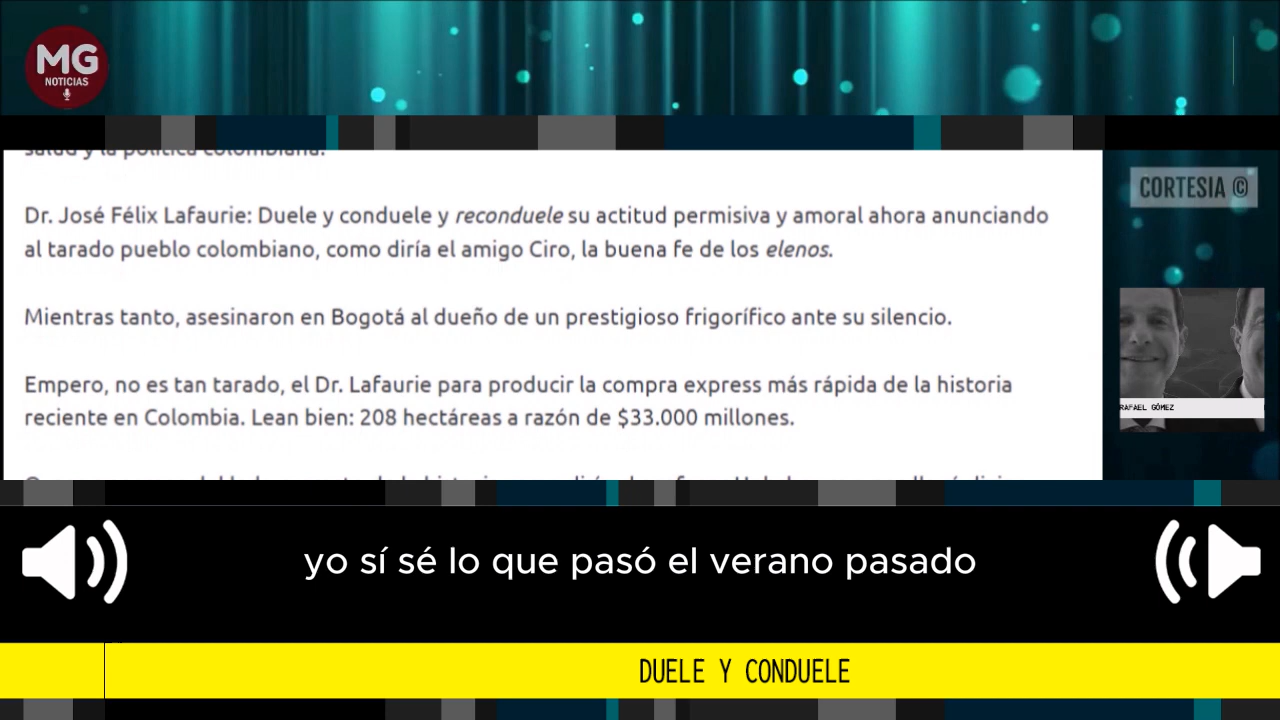 MG
NOTICIAS
salud y la política colombiana.
CORTESIA ©
Dr. José Félix Lafaurie: Duele y conduele y reconduele su actitud permisiva y amoral ahora anunciando
al tarado pueblo colombiano, como diría el amigo Ciro, la buena fe de los elenos.
Mientras tanto, asesinaron en Bogotá al dueño de un prestigioso frigorífico ante su silencio.
Empero, no es tan tarado, el Dr. Lafaurie para producir la compra express más rápida de la historia
reciente en Colombia. Lean bien: 208 hectáreas a razón de $33.000 millones.
RAFAEL GÓMEZ
yo sí sé lo que pasó el verano pasado
DUELE Y CONDUELE